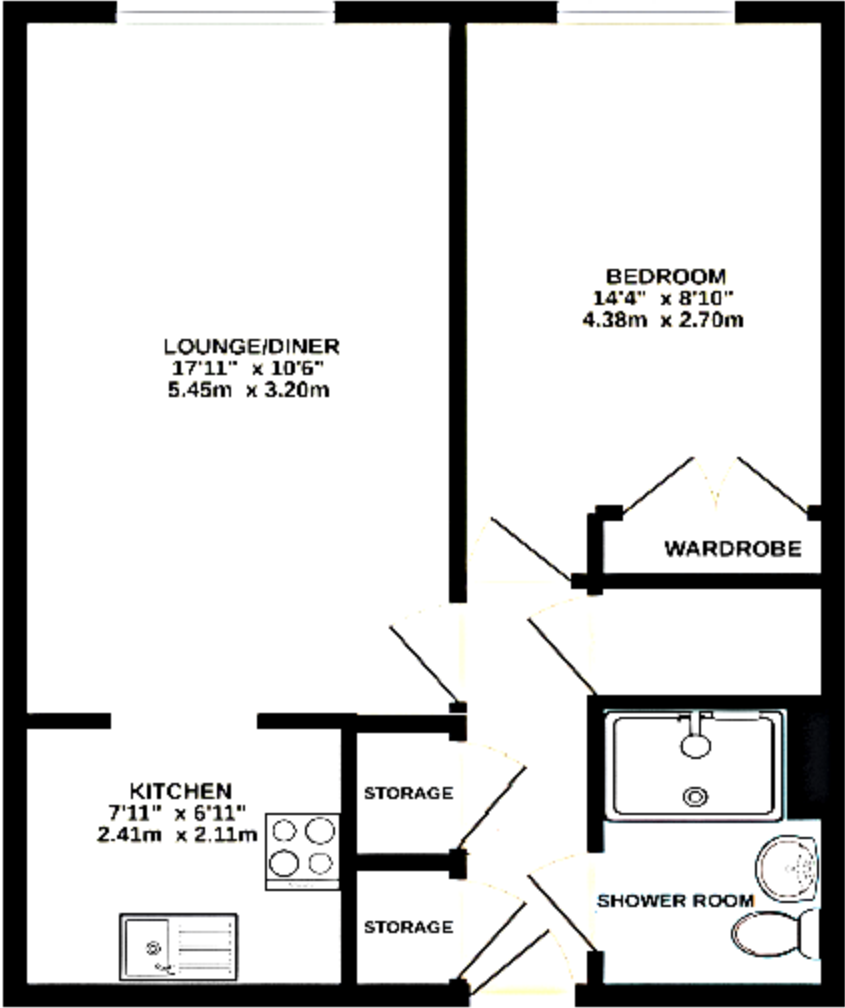 BEDROOM
14'4" x 8'10"
4.38m x 2.70m
LOUNGE/DINER
17'11" x 10'6"
5.45m x 3.20m
WARDROBE
KITCHEN
7'11" x 6'11"
2.41m x 2.11m
STORAGE
SHOWER ROOM
STORAGE